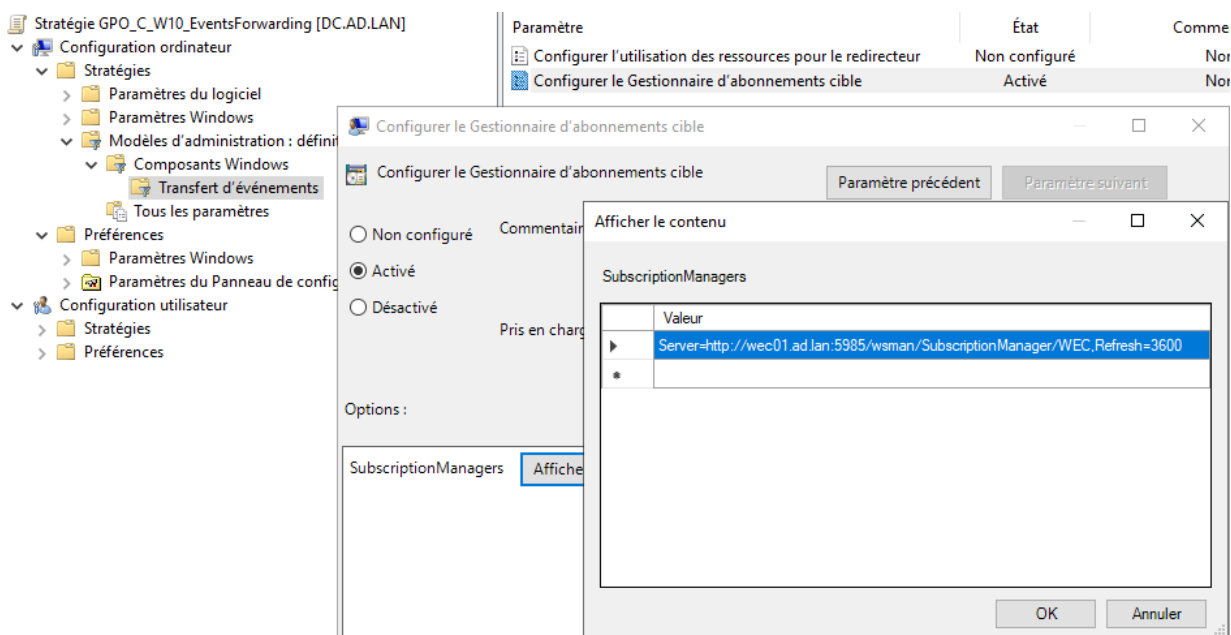 Stratégie GPO_C_W10_EventsForwarding [DC.AD.LAN]
Configuration ordinateur
Stratégies
Paramètres du logiciel
Paramètres Windows
Modèles d'administration : définit
Composants Windows
Transfert d'événements
Tous les paramètres
Préférences
Paramètres Windows
Paramètres du Panneau de config
Configuration utilisateur
Stratégies
Préférences
Paramètre État Comme
Configurer l'utilisation des ressources pour le redirecteur Non configuré Nor
Configurer le Gestionnaire d'abonnements cible Activé Nor
Configurer le Gestionnaire d'abonnements cible
Configurer le Gestionnaire d'abonnements cible
Paramètre précédent Paramètre suivant
Non configuré Commentair
Activé
Désactivé
Pris en charg
Options :
SubscriptionManagers Affiche
Afficher le contenu
SubscriptionManagers
Valeur
Server=http://wec01.ad.lan:5985/wsman/SubscriptionManager/WEC,Refresh=3600
OK Annuler